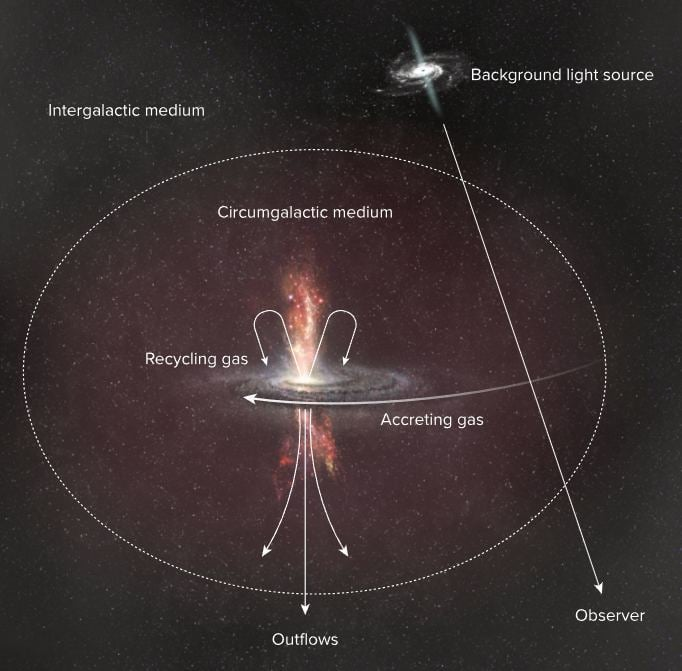 Background light source
Intergalactic medium
Circumgalactic medium
Recycling gas
Accreting gas
Observer
Outflows